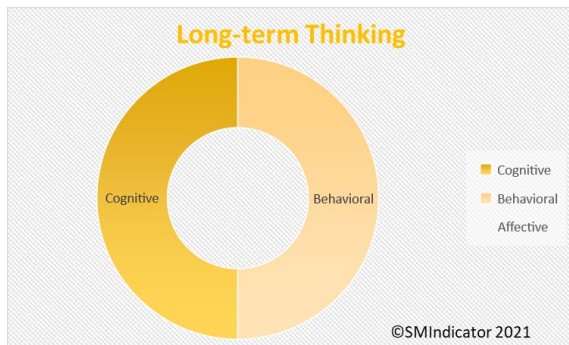 Long-term Thinking
Cognitive
Behavioral
Cognitive
Behavioral
Affective
©SMIndicator 2021